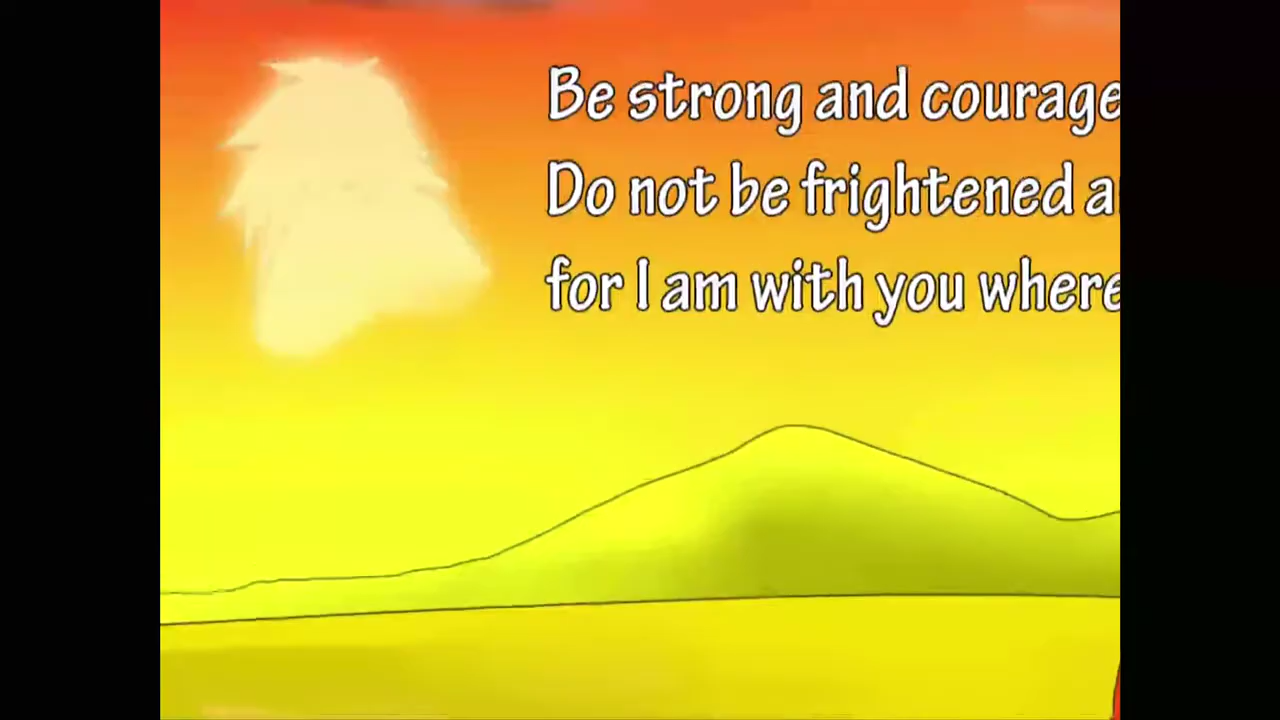 Be strong and courage
Do not be frightened a
for I am with you where